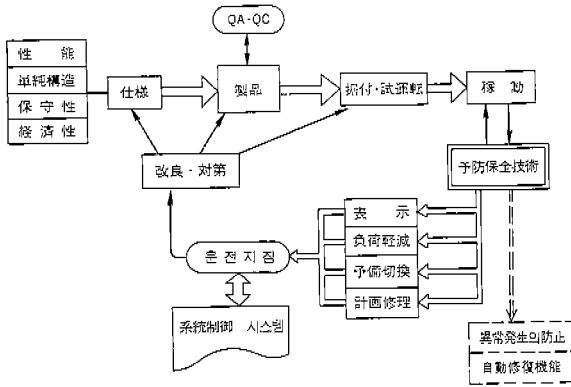 QA·QC
性 能
単純構造
保守性
経済性
仕様
製品
据付·試運転
稼動
改良·対第
予防保全技術
表示
負荷軽減
予備切換
計画修理
운전지침
系統制御 시스템
異常発生의防止
自動修復機能